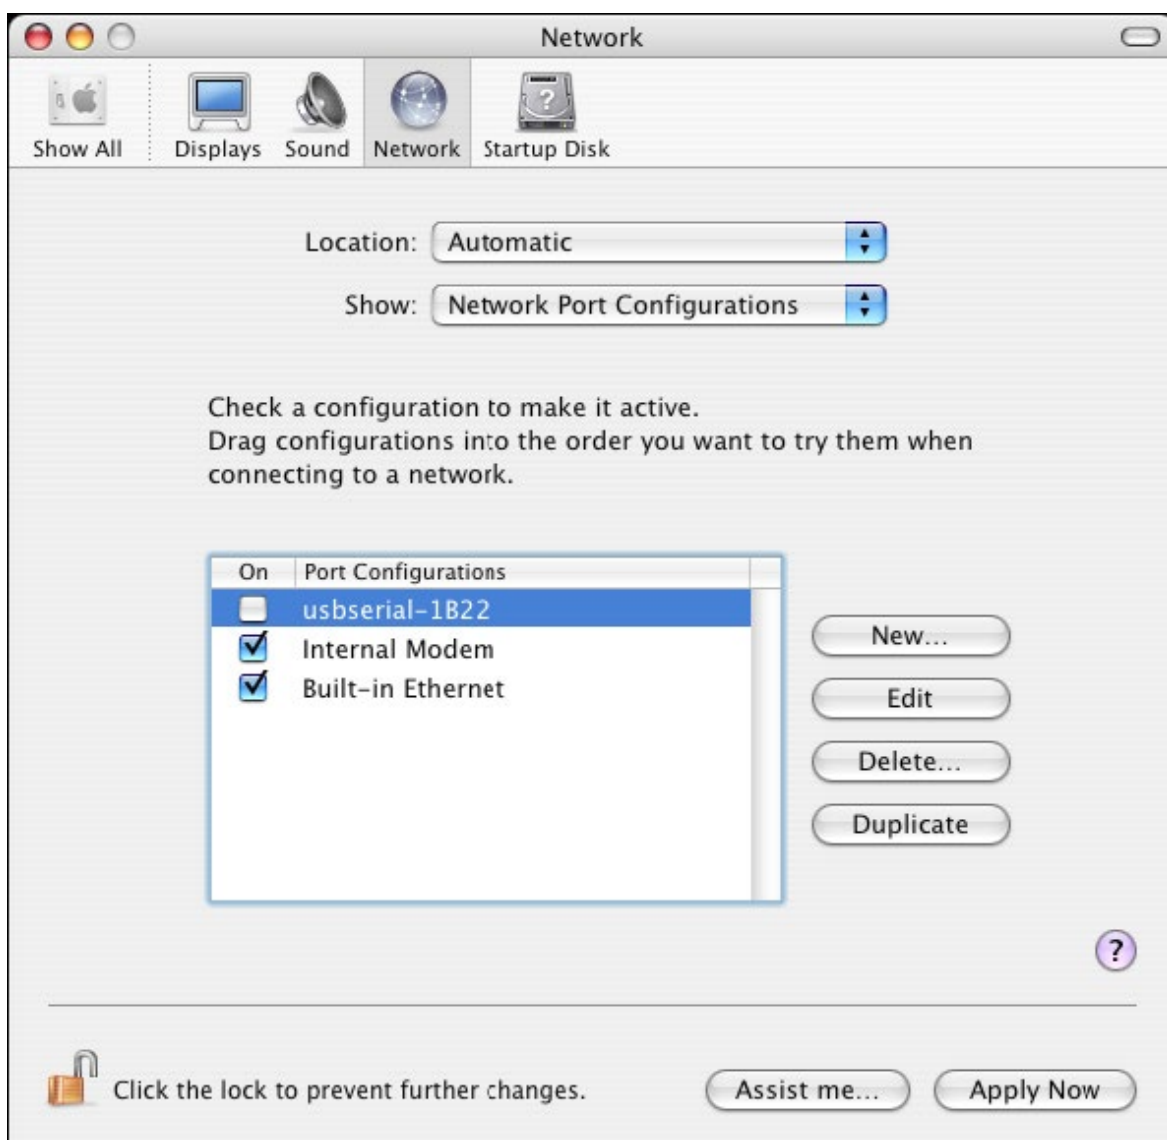 Network
Show All
Displays
Sound
Network
Startup Disk
Location: Automatic
Show: Network Port Configurations
Check a configuration to make it active.
Drag configurations into the order you want to try them when
connecting to a network.
On Port Configurations
usbserial-1B22
Internal Modem
Built-in Ethernet
New...
Edit
Delete...
Duplicate
?
Click the lock to prevent further changes.
Assist me...
Apply Now